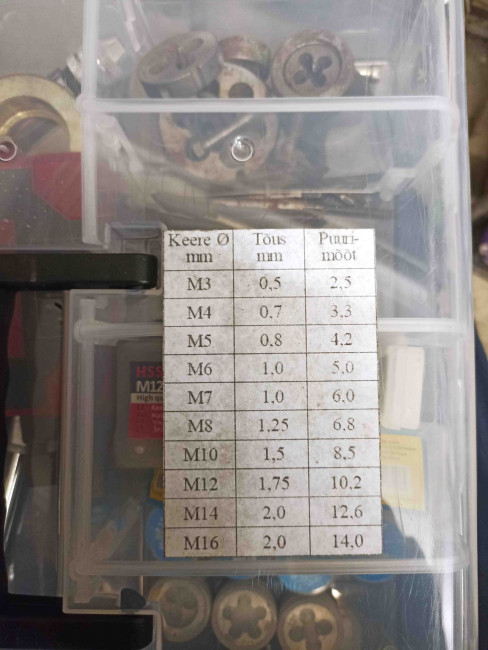 Keere Ø Tõus Puuri-
mm mm mõõt
M3 0,5 2,5
M4 0,7 3,3
M5 0,8 4,2
M6 1,0 5,0
M7 1,0 6,0
M8 1,25 6,8
M10 1,5 8,5
M12 1,75 10,2
M14 2,0 12,6
M16 2,0 14,0
HSS
M12
High qu